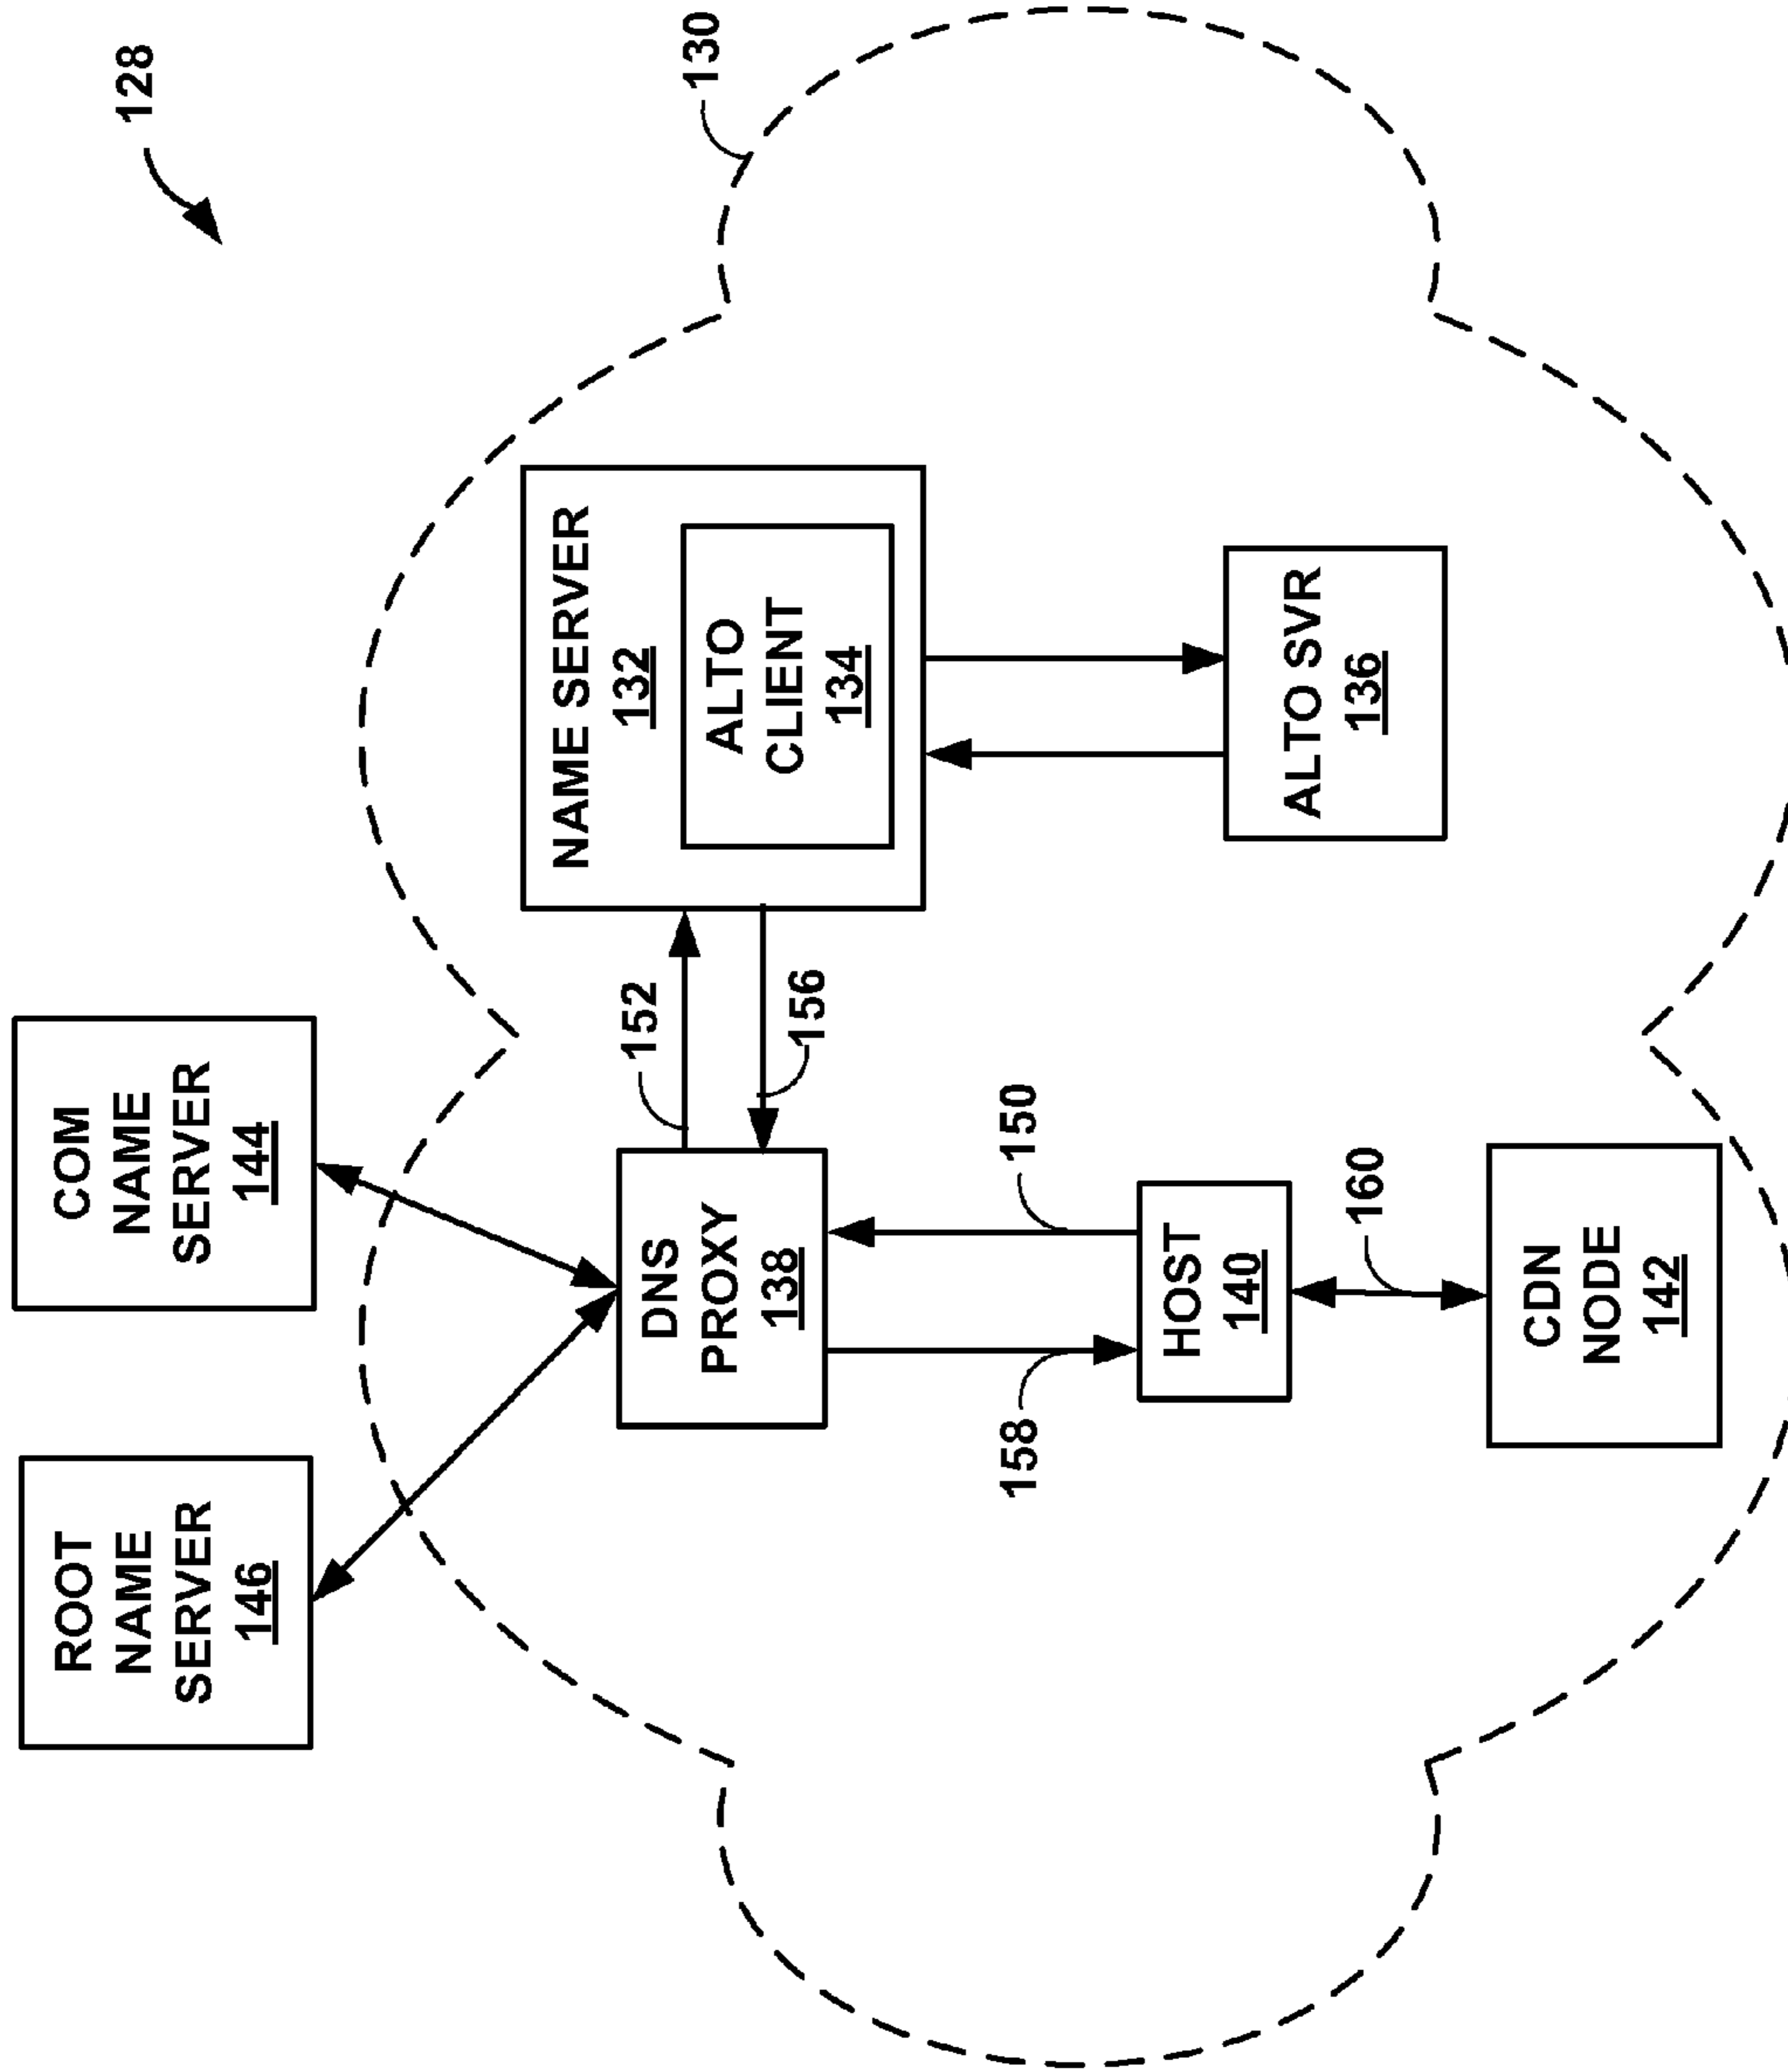 128
130
ROOT
NAME
SERVER
146
COM
NAME
SERVER
144
NAME SERVER
132
ALTO
CLIENT
134
152
156
DNS
PROXY
138
158
150
HOST
140
160
ALTO SVR
136
CDN
NODE
142